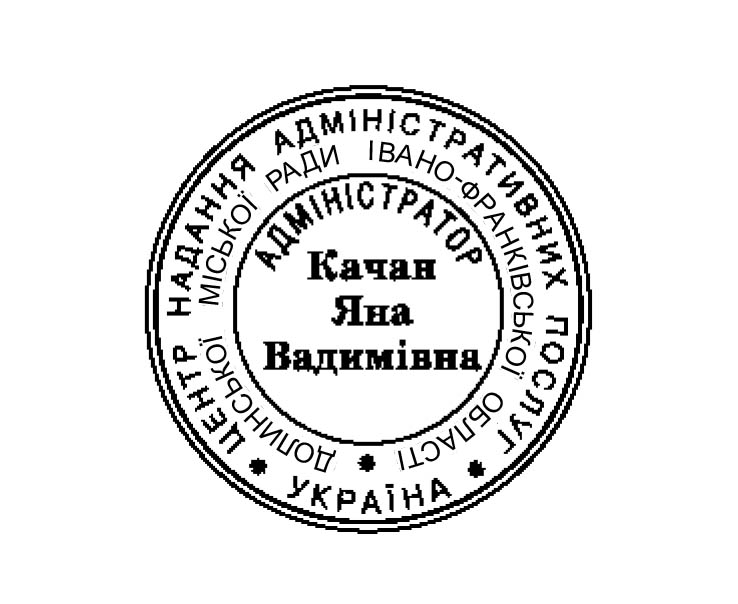 ЦЕНТР НАДАННЯ АДМІНІСТРАТИВНИХ ПОСЛУГ
* УКРАЇНА *
ДОЛИНСЬКОЇ МІСЬКОЇ РАДИ ІВАНО-ФРАНКІВСЬКОЇ ОБЛАСТІ *
АДМІНІСТРАТОР
Качан
Яна
Вадимівна